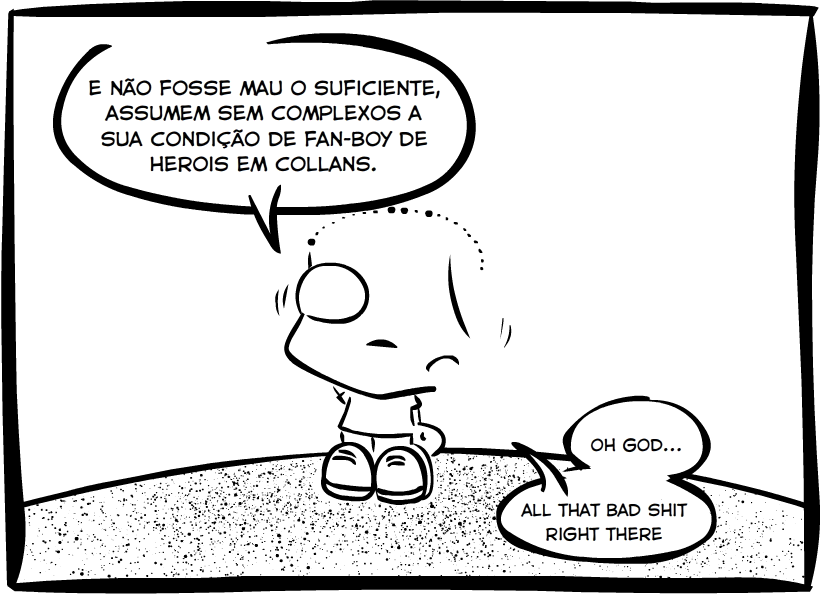 E NÃO FOSSE MAU O SUFICIENTE,
ASSUMEM SEM COMPLEXOS A
SUA CONDIÇÃO DE FAN-BOY DE
HEROIS EM COLLANS.
OH GOD...
ALL THAT BAD SHIT
RIGHT THERE